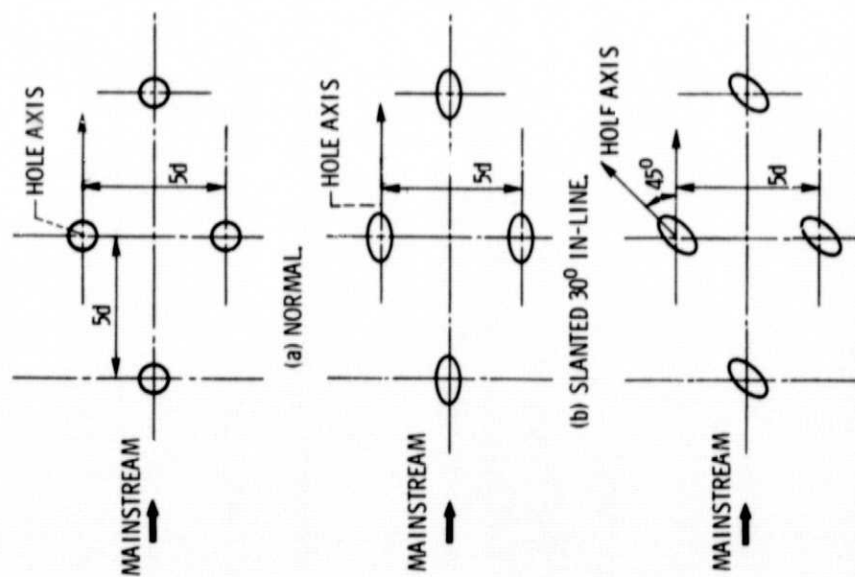 HOLE AXIS
5d
5d
MAINSTREAM
(a) NORMAL.
HOLE AXIS
5d
MAINSTREAM
(b) SLANTED 30° IN-LINE.
HOLF AXIS
45°
5d
MAINSTREAM